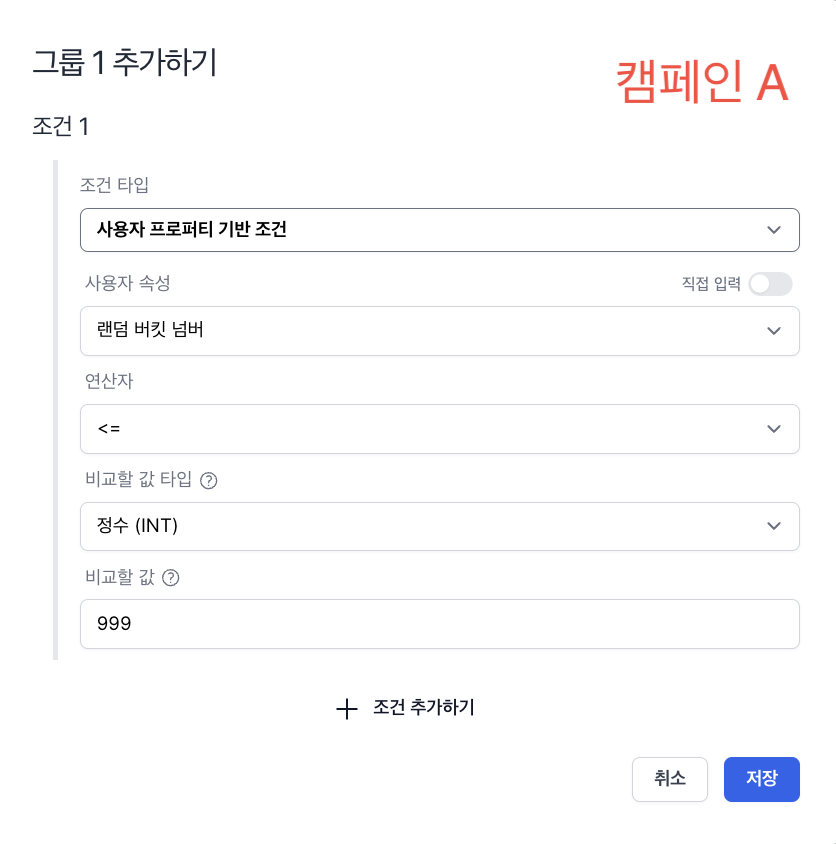 그룹 1 추가하기
캠페인 A
조건 1
조건 타입
사용자 프로퍼티 기반 조건
사용자 속성
직접 입력
랜덤 버킷 넘버
연산자
<=
비교할 값 타입 ?
정수 (INT)
비교할 값 ?
999
+ 조건 추가하기
취소
저장